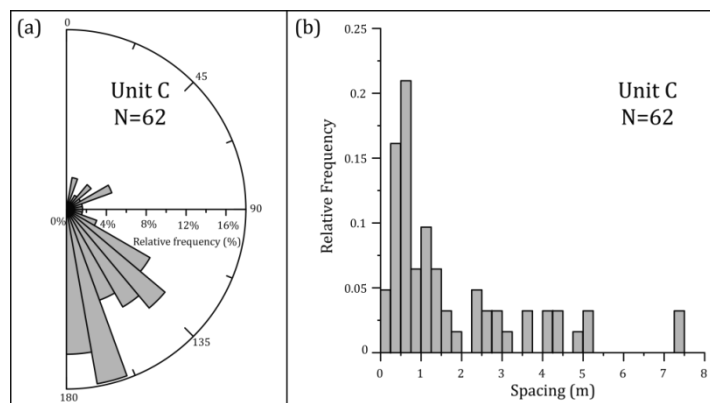 (a)
0
Unit C
N=62
45
0%
4%
8%
12%
16%
90
Relative frequency (%)
135
180
(b)
0.25
0.2
0.15
0.1
0.05
0
Relative Frequency
Unit C
N=62
0 1 2 3 4 5 6 7 8
Spacing (m)